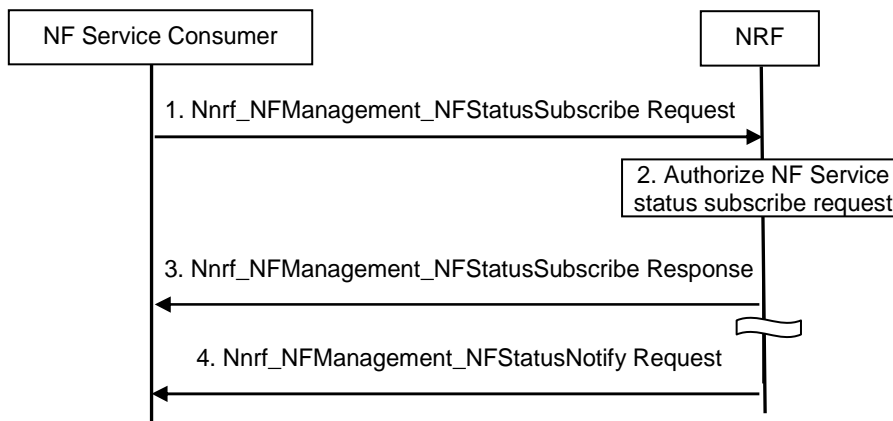 NF Service Consumer
NRF
1. Nnrf_NFManagement_NFStatusSubscribe Request
2. Authorize NF Service
status subscribe request
3. Nnrf_NFManagement_NFStatusSubscribe Response
4. Nnrf_NFManagement_NFStatusNotify Request